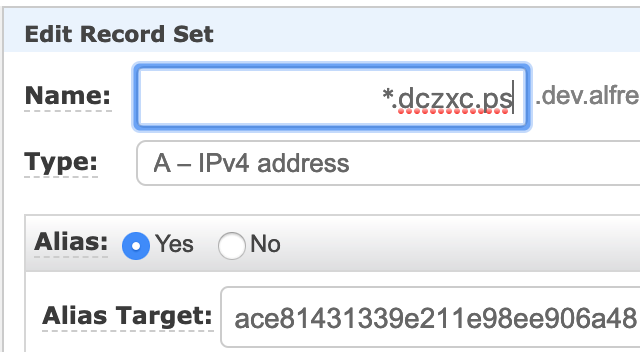 Edit Record Set
Name: *.dczxc.ps .dev.alfre
Type: A – IPv4 address
Alias: Yes No
Alias Target: ace81431339e211e98ee906a48